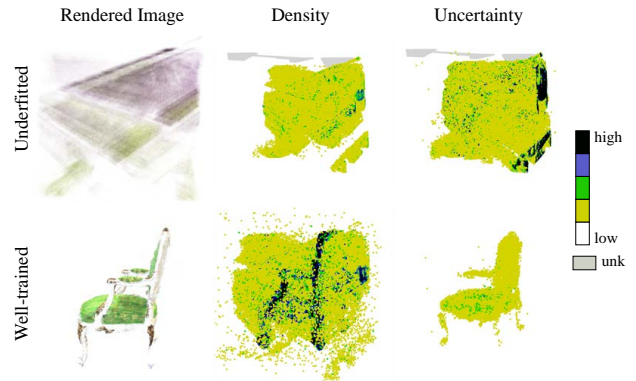 Rendered Image Density Uncertainty
Underfitted
Well-trained
high
low
unk